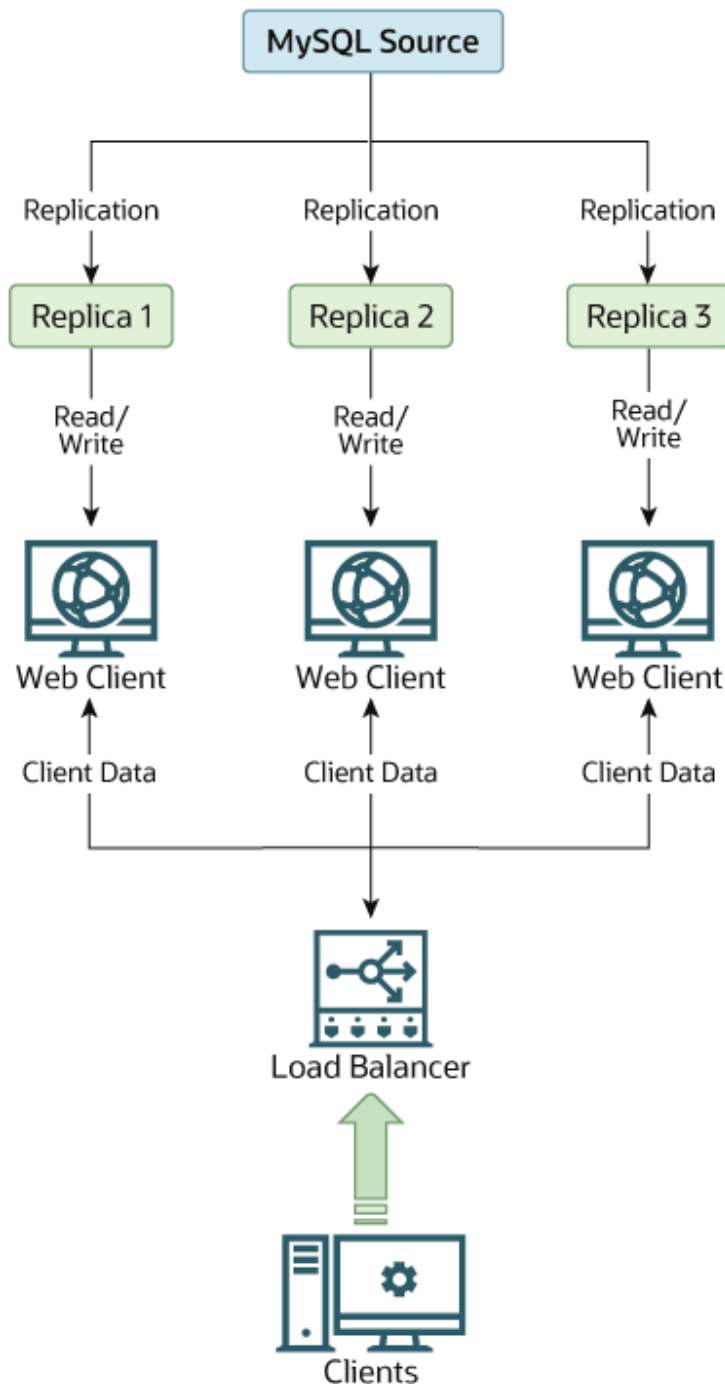 MySQL Source
Replication
Replication
Replication
Replica 1
Replica 2
Replica 3
Read/
Write
Read/
Write
Read/
Write
Web Client
Web Client
Web Client
Client Data
Client Data
Client Data
Load Balancer
Clients